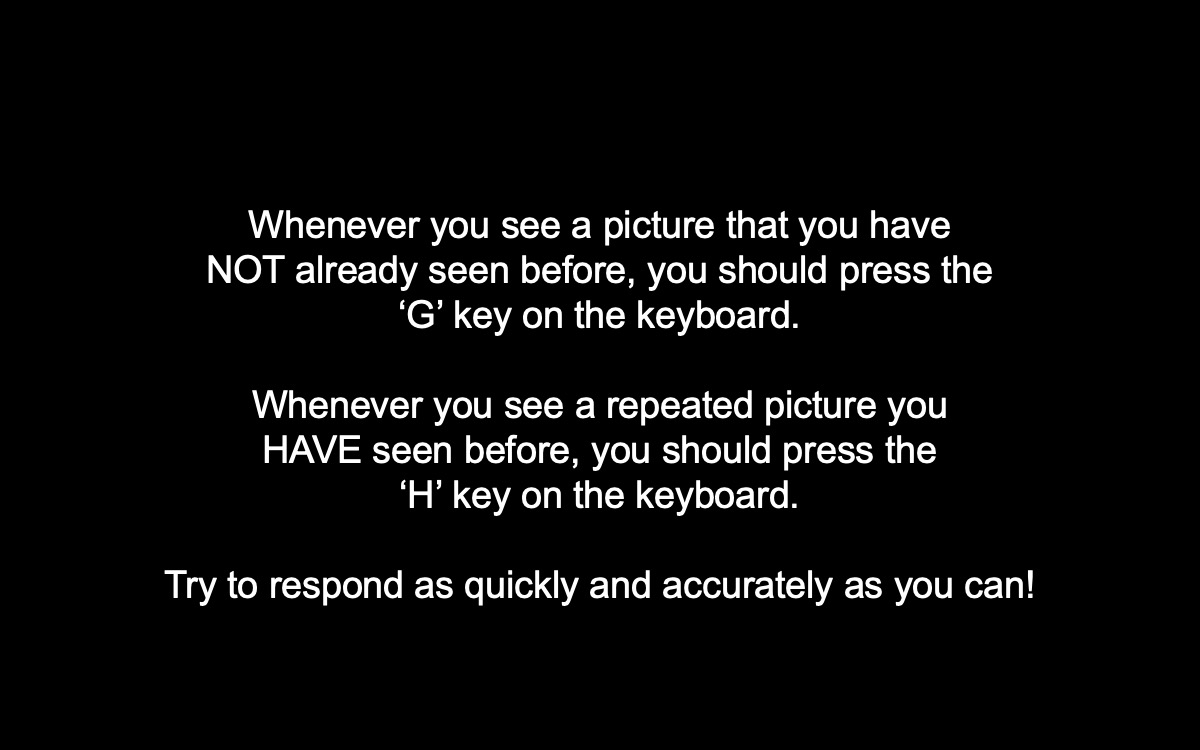 Whenever you see a picture that you have
NOT already seen before, you should press the
‘G’ key on the keyboard.
Whenever you see a repeated picture you
HAVE seen before, you should press the
‘H’ key on the keyboard.
Try to respond as quickly and accurately as you can!